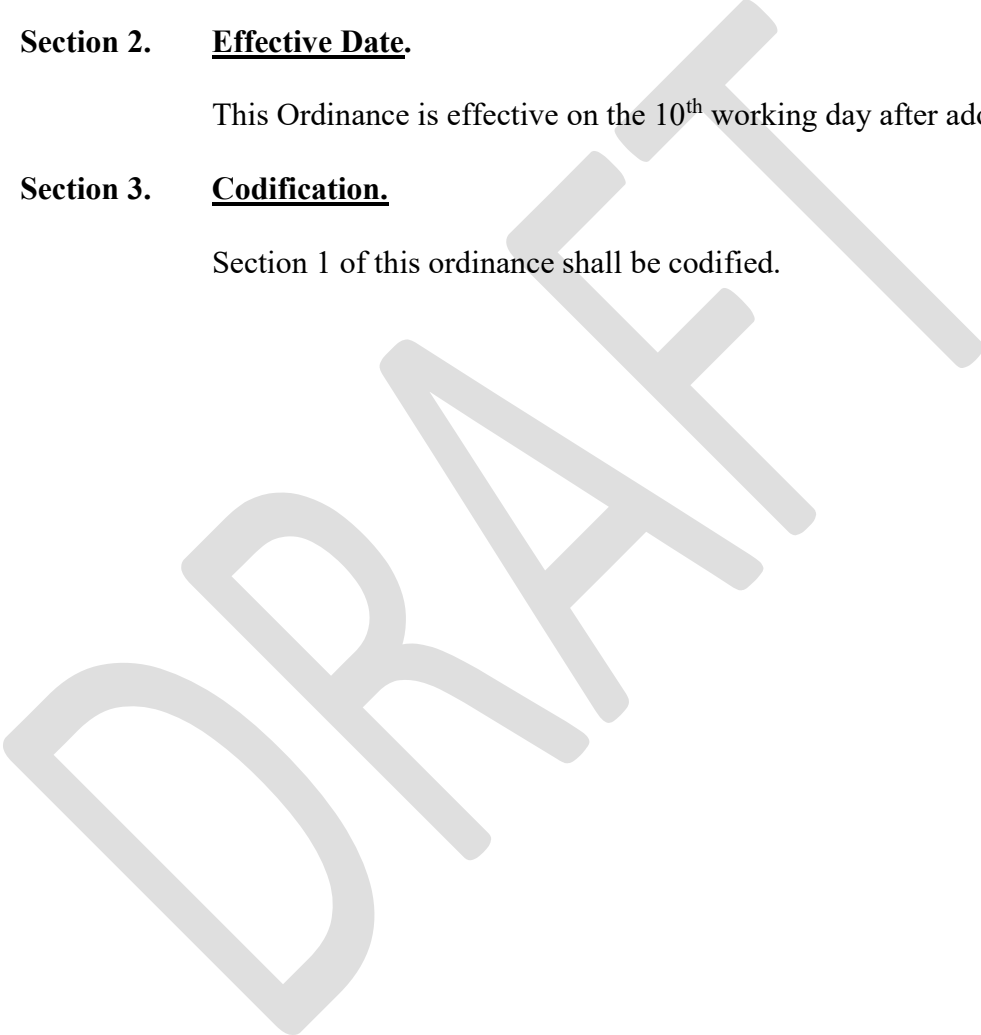 Section 2. Effective Date.
This Ordinance is effective on the 10th working day after
Section 3. Codification.
Section 1 of this ordinance shall be codified.
DRAFT